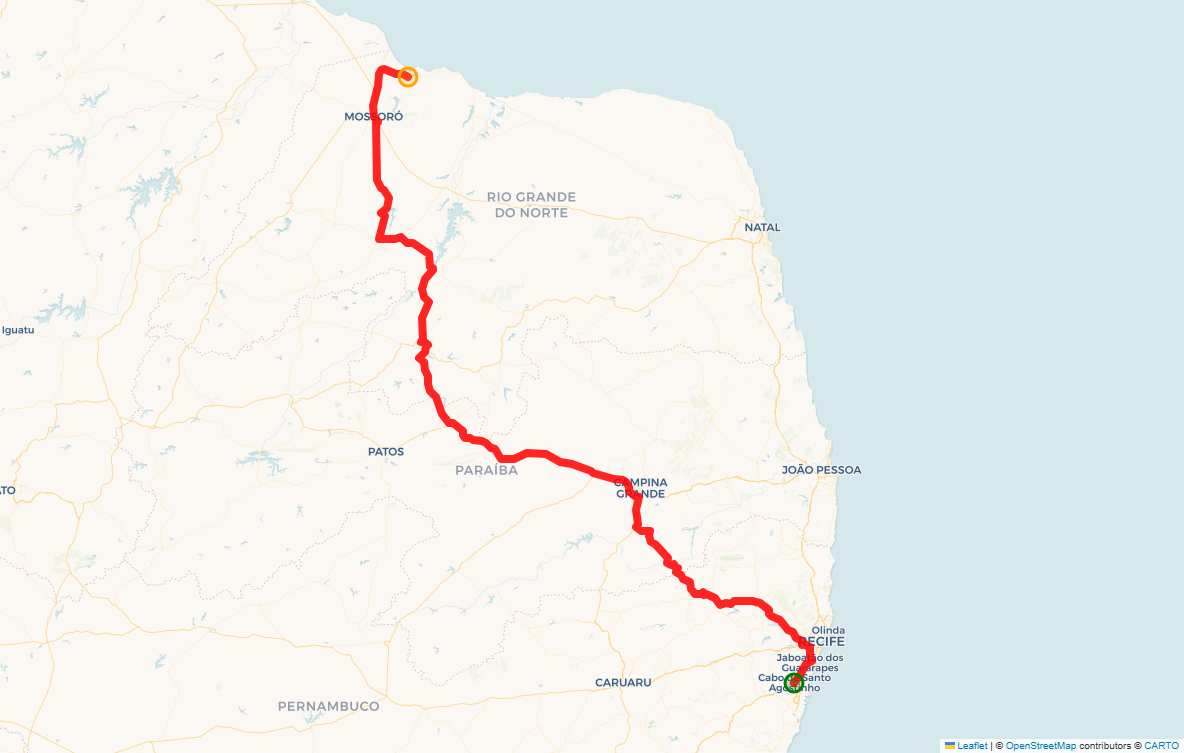 MOSSORÓ
RIO GRANDE
DO NORTE
NATAL
Iguatu
PATOS
PARAÍBA
JOÃO PESSOA
CAMPINA
GRANDE
ATO
Olinda
RECIFE
Jaboatão dos
Guararapes
Cabo de Santo
Agostinho
CARUARU
PERNAMBUCO
Leaflet | © OpenStreetMap contributors © CARTO